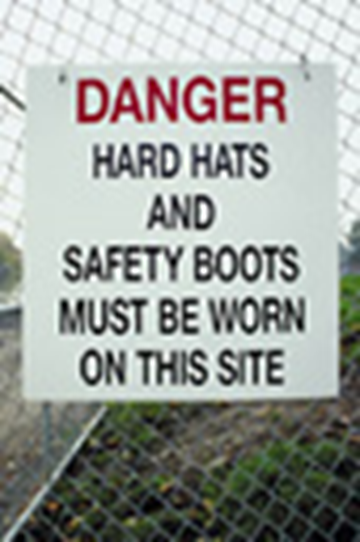 DANGER
HARD HATS
AND
SAFETY BOOTS
MUST BE WORN
ON THIS SITE